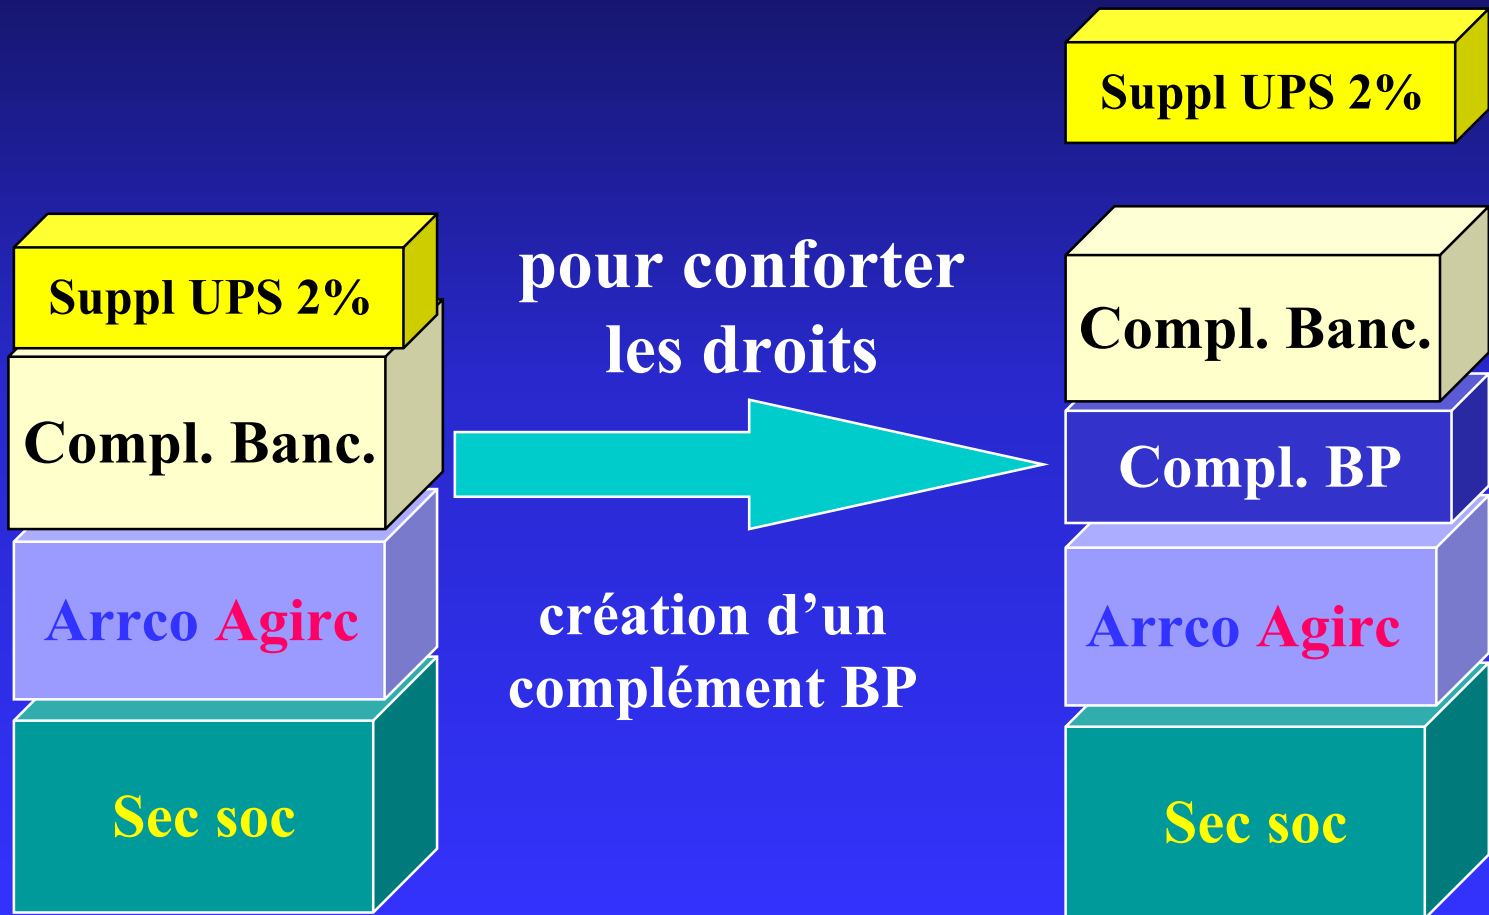 Suppl UPS 2%
Compl. Banc.
Arrco Agirc
Sec soc
pour conforter
les droits
création d’un
complément BP
Suppl UPS 2%
Compl. Banc.
Compl. BP
Arrco Agirc
Sec soc